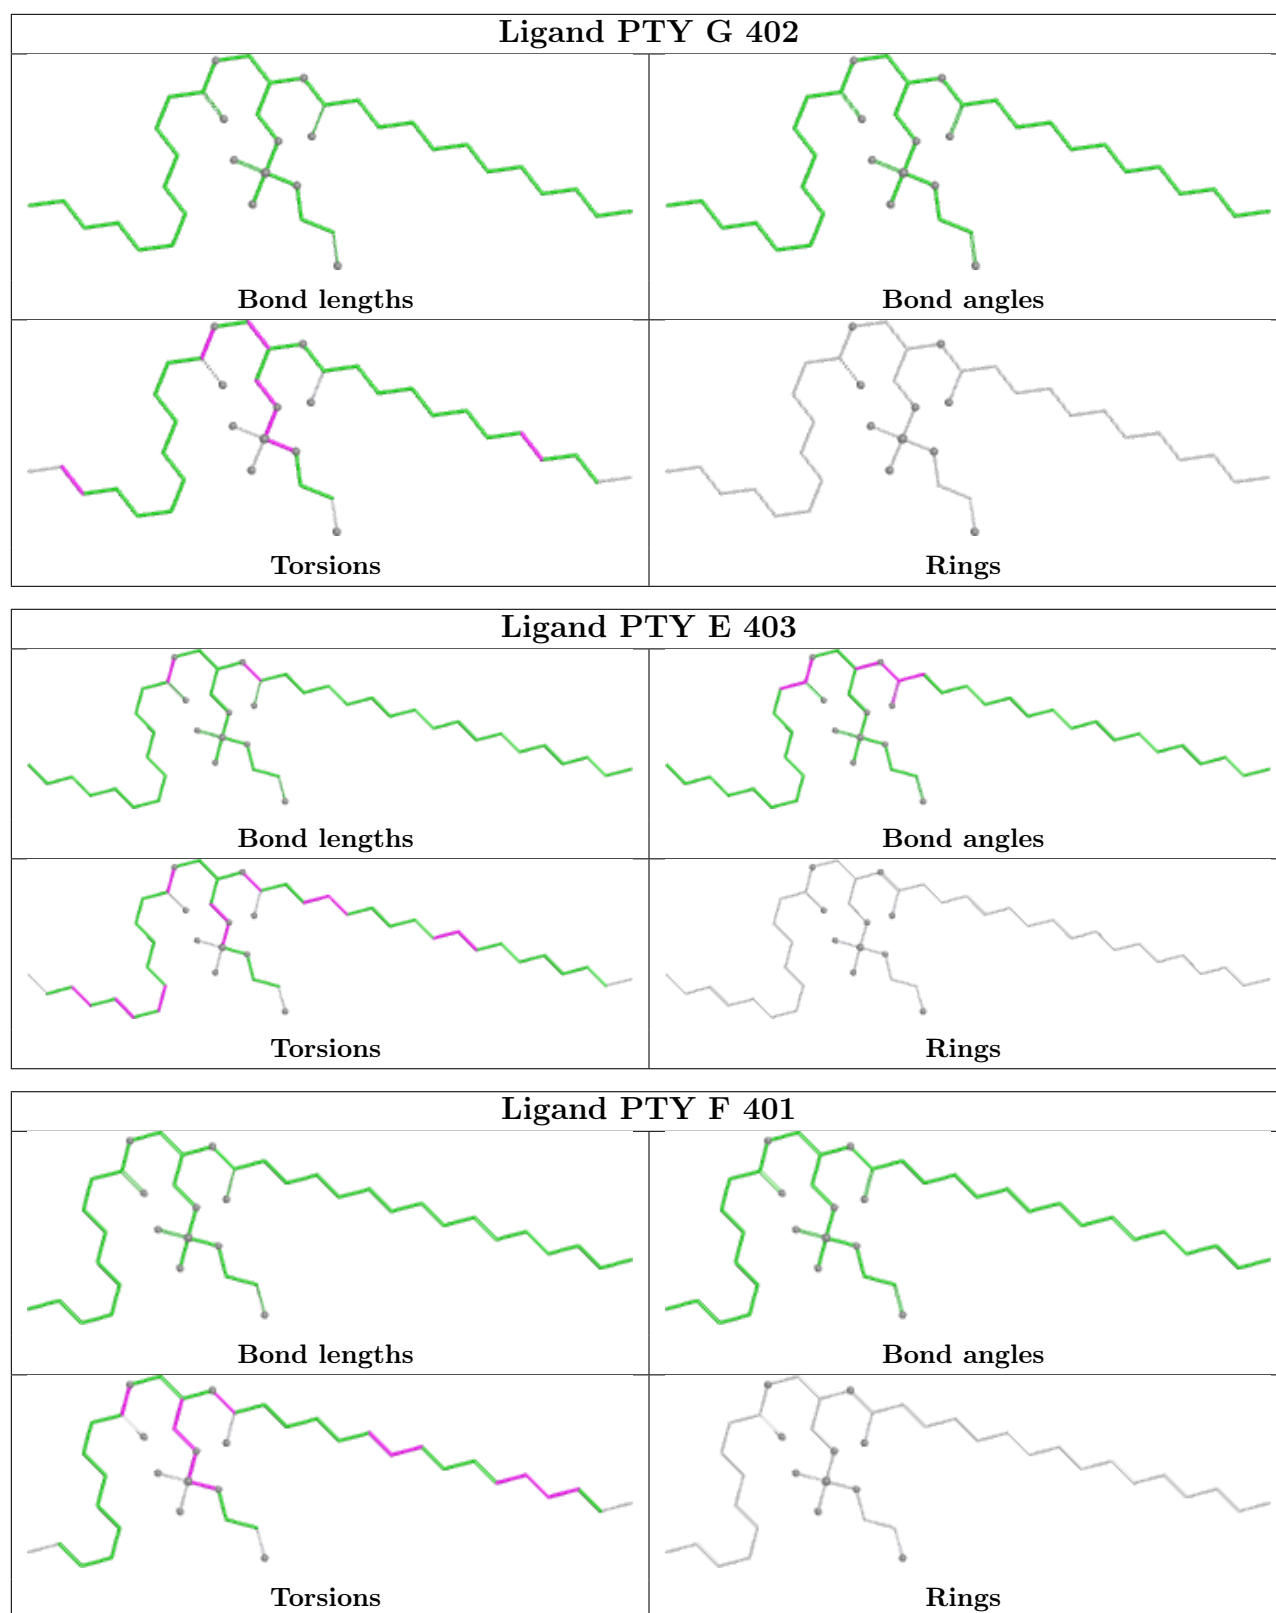 Ligand PTY G 402
Bond lengths
Bond angles
Torsions
Rings
Ligand PTY E 403
Bond lengths
Bond angles
Torsions
Rings
Ligand PTY F 401
Bond lengths
Bond angles
Torsions
Rings